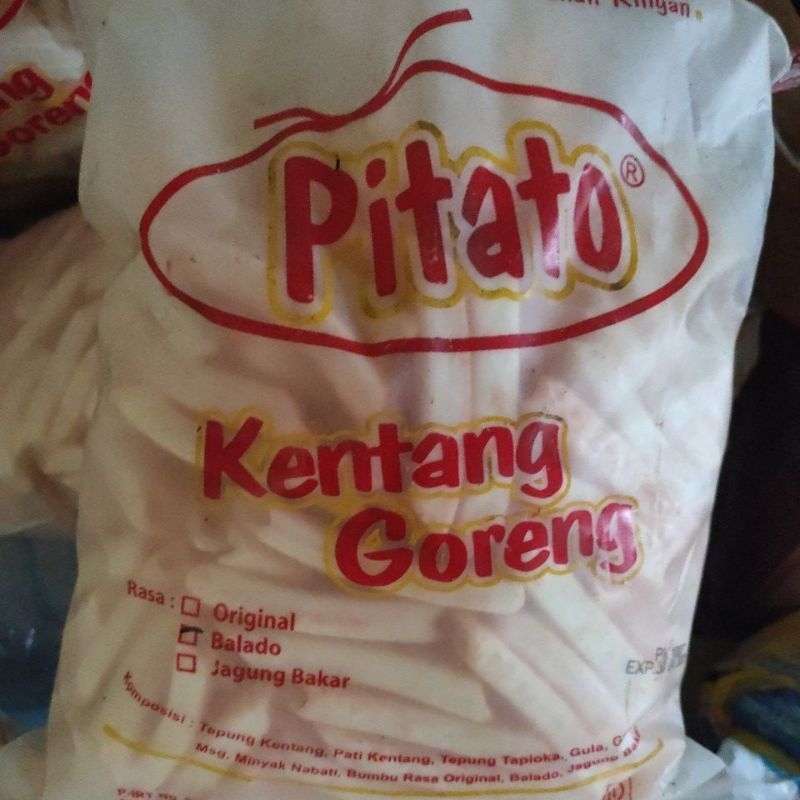 Pitato®
Kentang
Goreng
Rasa : Original
Balado
Jagung Bakar
EXP
Komposisi : Tepung Kentang, Pati Kentang, Tepung Tapioka, Gula,
Msg, Minyak Nabati, Bumbu Rasa Original, Balado, Jagung